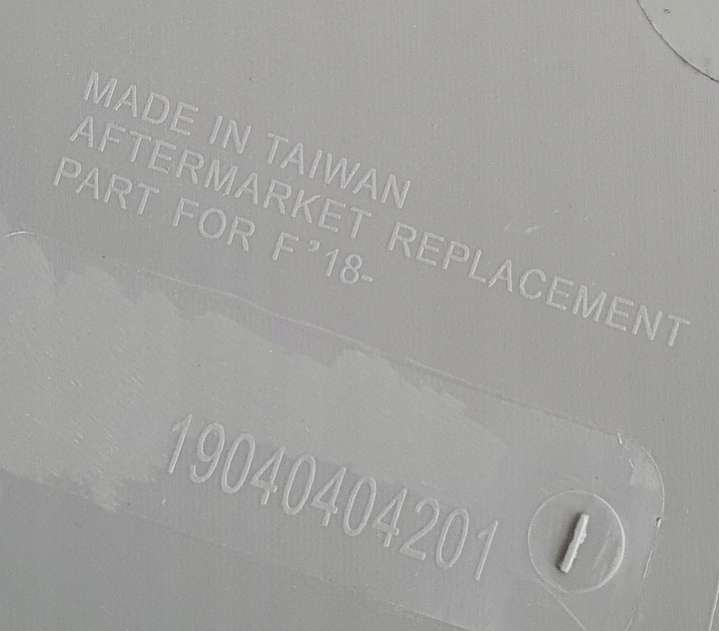 MADE IN TAIWAN
AFTERMARKET REPLACEMENT
PART FOR F '18-
19040404201